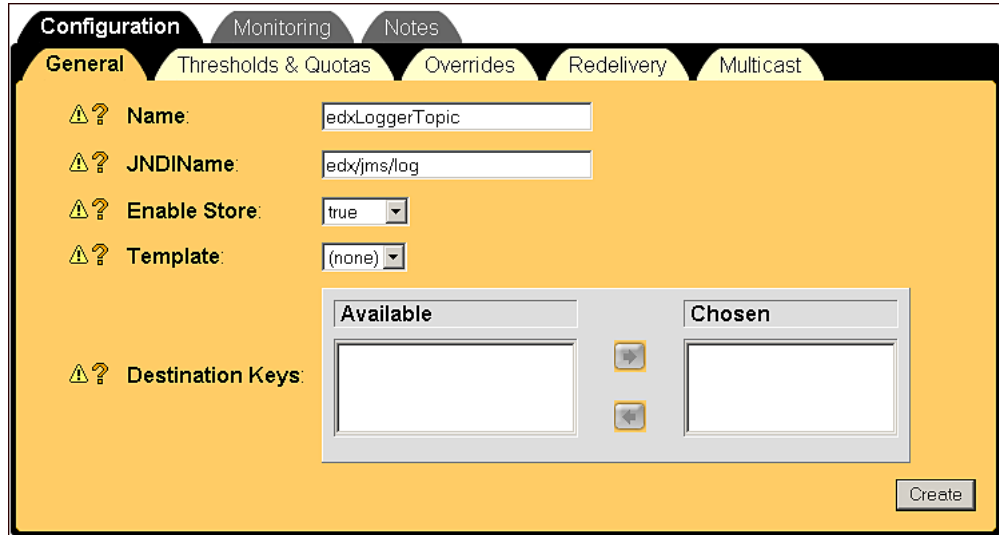 Configuration Monitoring Notes
General Thresholds & Quotas Overrides Redelivery Multicast
Name: edxLoggerTopic
JNDIName: edx/jms/log
Enable Store: true
Template: (none)
Available Chosen
Destination Keys:
Create